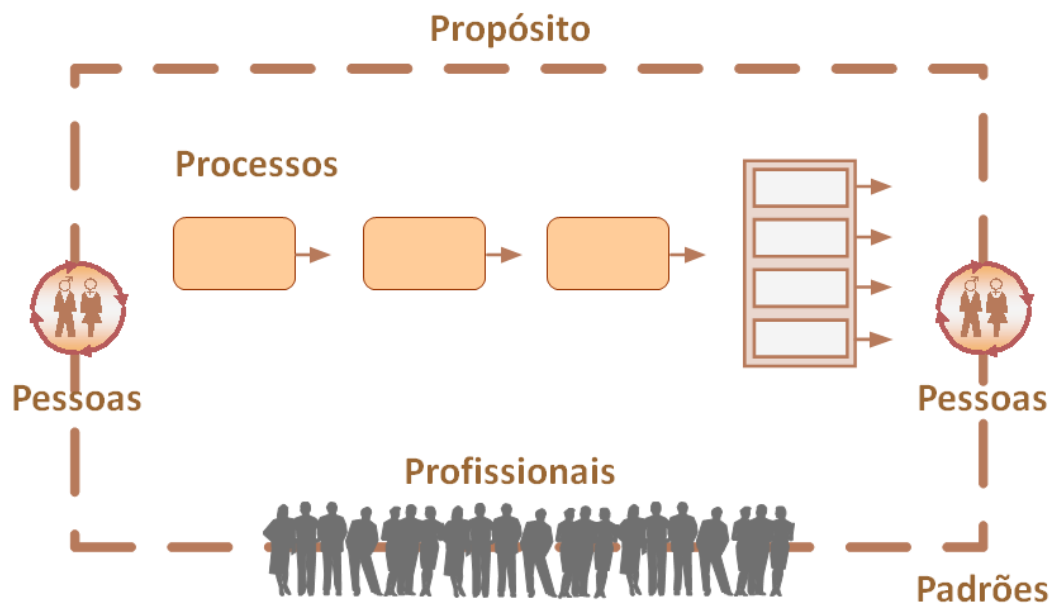 Propósito
Processos
Pessoas
Pessoas
Profissionais
Padrões